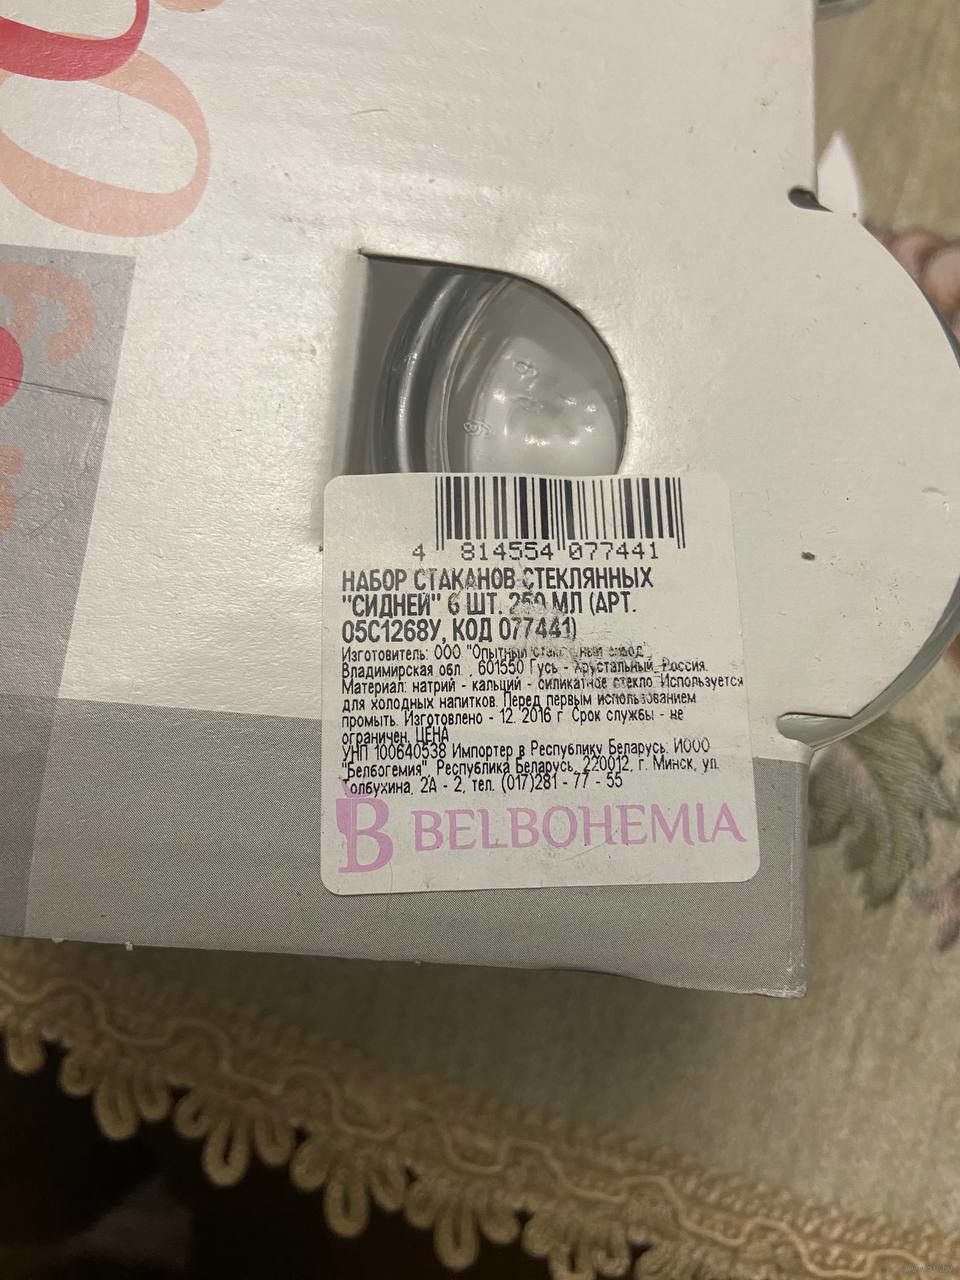 4 814554 077441
НАБОР СТАКАНОВ СТЕКЛЯННЫХ
"СИДНЕЙ" 6 ШТ. 250 МЛ (АРТ.
05С1268У, КОД 077441)
Изготовитель: ООО "Опытный стекольный завод",
Владимирская обл. , 601550 Гусь - Хрустальный, Россия.
Материал: натрий - кальций - силикатное стекло. Используется
для холодных напитков. Перед первым использованием
промыть. Изготовлено - 12. 2016 г. Срок службы - не
ограничен. ЦЕНА
УНП 100640538 Импортер в Республику Беларусь: ИООО
"Белбогемия", Республика Беларусь, 220012, г. Минск, ул.
Толбухина, 2А - 2, тел. (017)281 - 77 - 55
B BELBOHEMIA